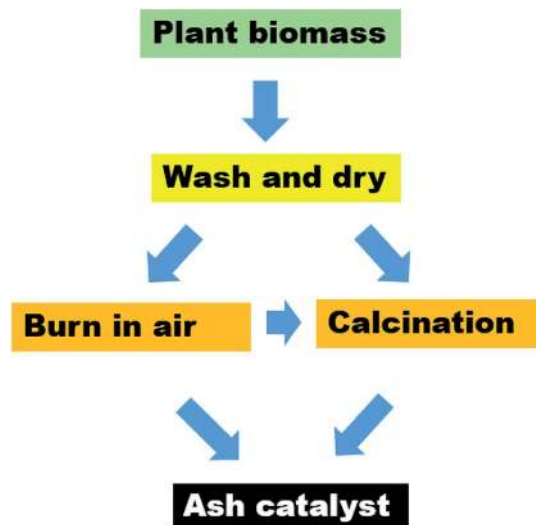 Plant biomass
Wash and dry
Burn in air
Calcination
Ash catalyst